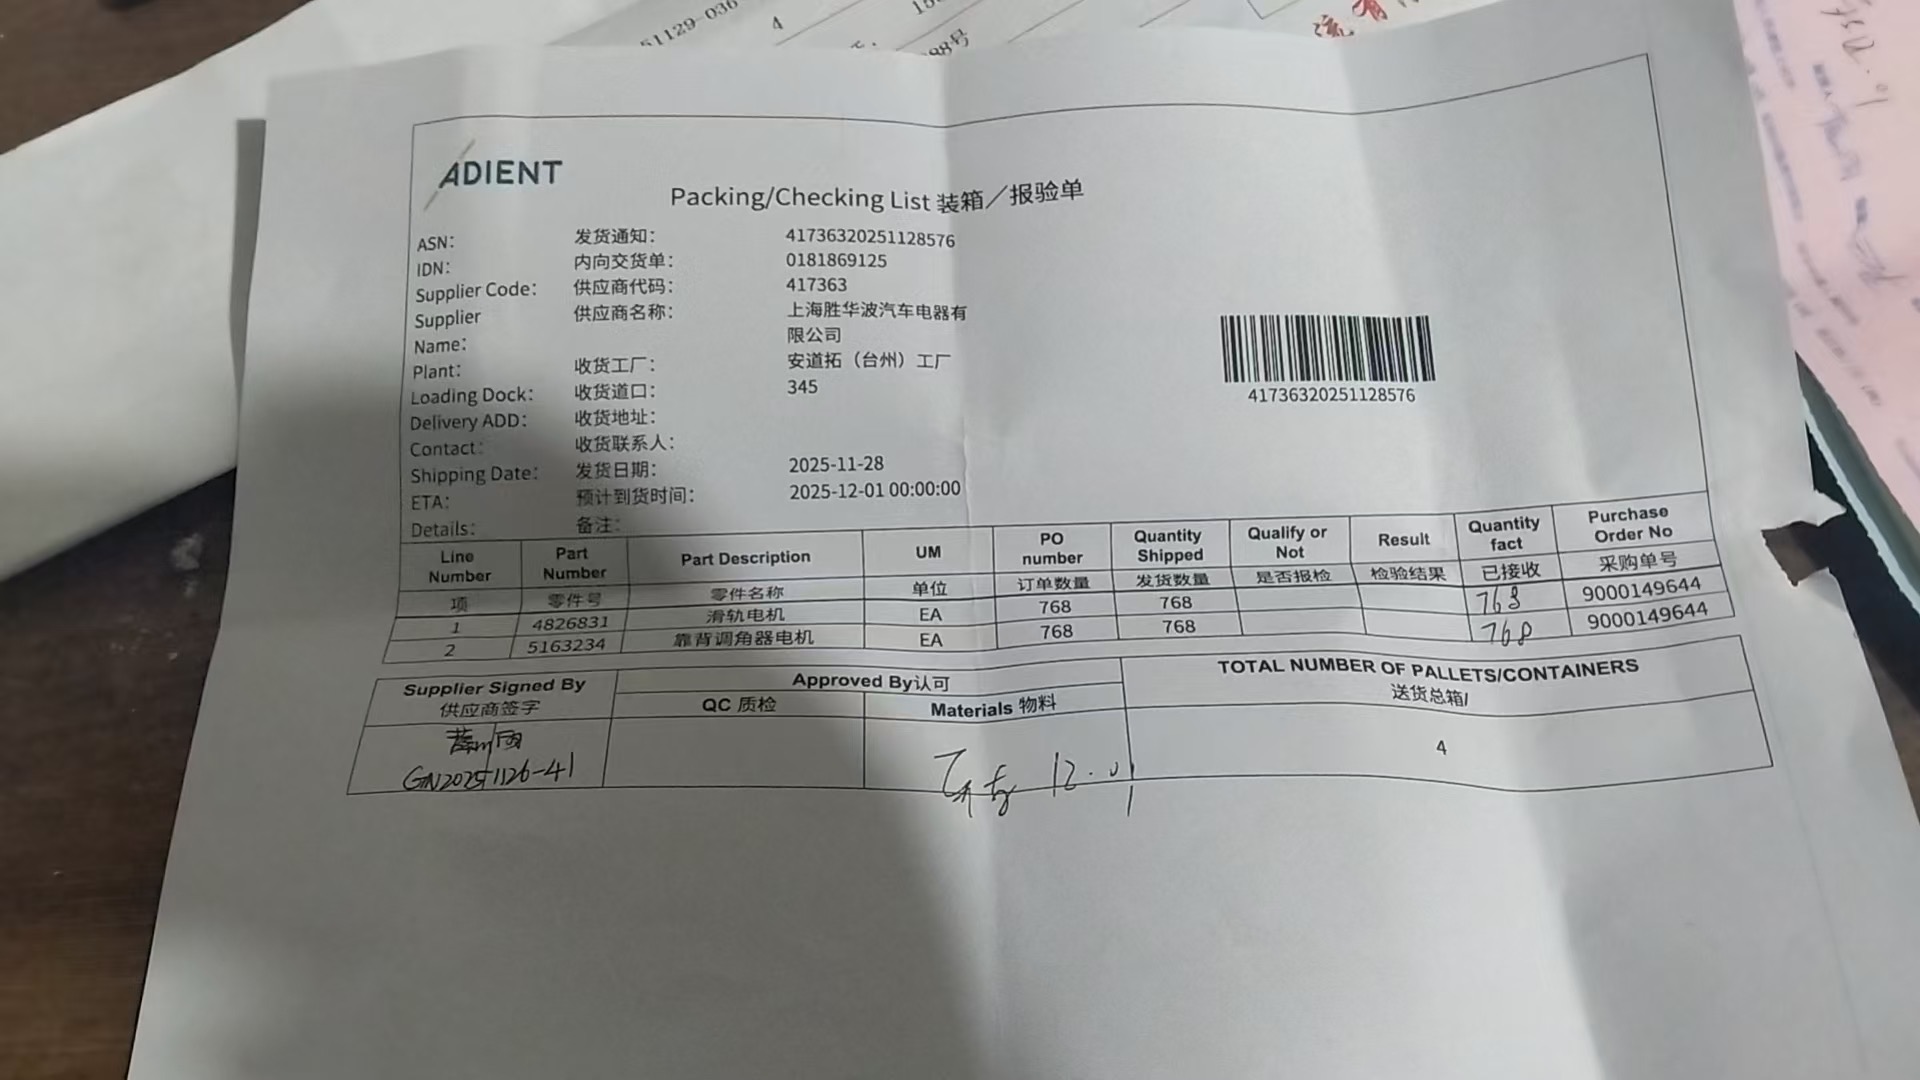 51129-036
4
98号
ADIENT
Packing/Checking List 装箱／报验单
ASN: 发货通知: 41736320251128576
IDN: 内向交货单: 0181869125
Supplier Code: 供应商代码: 417363
Supplier Name: 供应商名称: 上海胜华波汽车电器有限公司
Plant: 收货工厂: 安道拓（台州）工厂
Loading Dock: 收货道口: 345
Delivery ADD: 收货地址:
Contact: 收货联系人:
Shipping Date: 发货日期: 2025-11-28
ETA: 预计到货时间: 2025-12-01 00:00:00
Details: 备注:
41736320251128576
Line Number Part Number Part Description UM PO number Quantity Shipped Qualify or Not Result Quantity fact Purchase Order No
项 零件号 零件名称 单位 订单数量 发货数量 是否报检 检验结果 已接收 采购单号
1 4826831 滑轨电机 EA 768 768 768 9000149644
2 5163234 靠背调角器电机 EA 768 768 768 9000149644
Supplier Signed By Approved By认可 TOTAL NUMBER OF PALLETS/CONTAINERS
供应商签字 QC 质检 Materials 物料 送货总箱/
GN20251126-41
12.01
4